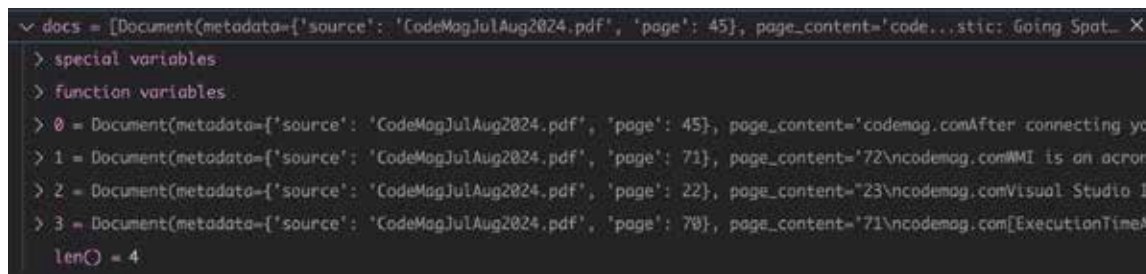 docs = [Document(metadata={'source': 'CodeMagJulAug2024.pdf', 'page': 45}, page_content='code...stic: Going Spat…
> special variables
> function variables
> 0 = Document(metadata={'source': 'CodeMagJulAug2024.pdf', 'page': 45}, page_content='codemag.comAfter connecting yo
> 1 = Document(metadata={'source': 'CodeMagJulAug2024.pdf', 'page': 71}, page_content='72\ncodemag.comWMI is an acron
> 2 = Document(metadata={'source': 'CodeMagJulAug2024.pdf', 'page': 22}, page_content="23\ncodemag.comVisual Studio I
> 3 = Document(metadata={'source': 'CodeMagJulAug2024.pdf', 'page': 70}, page_content='71\ncodemag.com[ExecutionTimeA
len() = 4